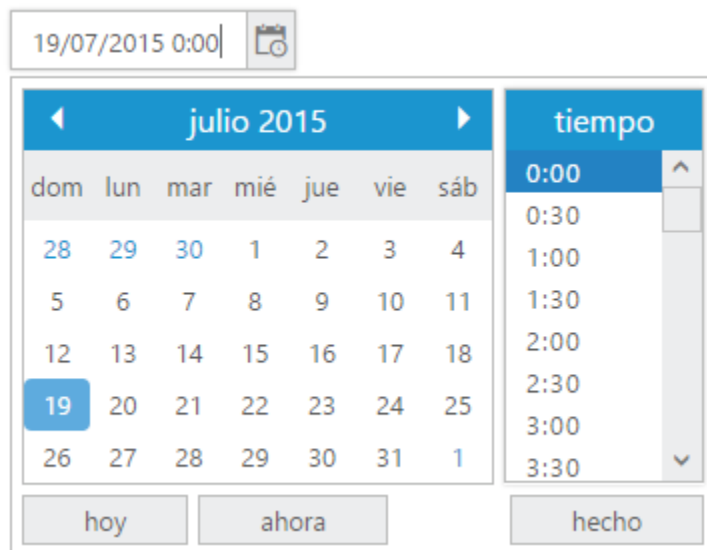 19/07/2015 0:00
julio 2015
dom lun mar mié jue vie sáb
28 29 30 1 2 3 4
5 6 7 8 9 10 11
12 13 14 15 16 17 18
19 20 21 22 23 24 25
26 27 28 29 30 31 1
tiempo
0:00
0:30
1:00
1:30
2:00
2:30
3:00
3:30
hoy ahora hecho